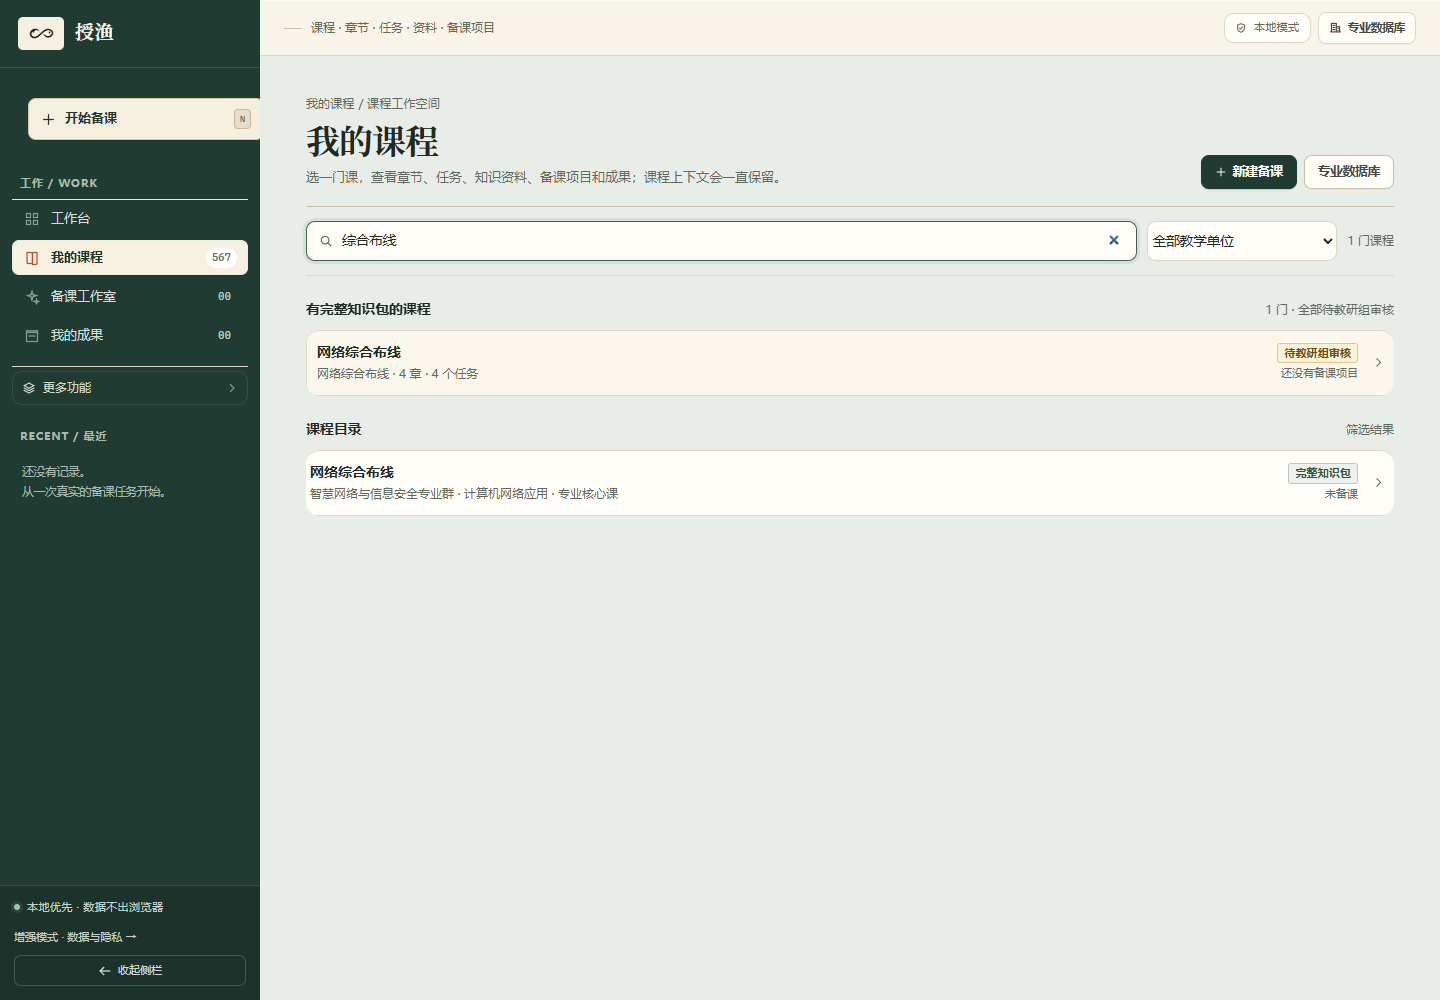 授渔
开始备课
N
工作 / WORK
工作台
我的课程
567
备课工作室
00
我的成果
00
更多功能
RECENT / 最近
还没有记录。
从一次真实的备课任务开始。
本地优先 · 数据不出浏览器
增强模式 · 数据与隐私 →
收起侧栏
课程 · 章节 · 任务 · 资料 · 备课项目
本地模式
专业数据库
我的课程 / 课程工作空间
我的课程
选一门课，查看章节、任务、知识资料、备课项目和成果；课程上下文会一直保留。
新建备课
专业数据库
综合布线
全部教学单位
1 门课程
有完整知识包的课程
1 门 · 全部待教研组审核
网络综合布线
网络综合布线 · 4 章 · 4 个任务
待教研组审核
还没有备课项目
课程目录
筛选结果
网络综合布线
智慧网络与信息安全专业群 · 计算机网络应用 · 专业核心课
完整知识包
未备课